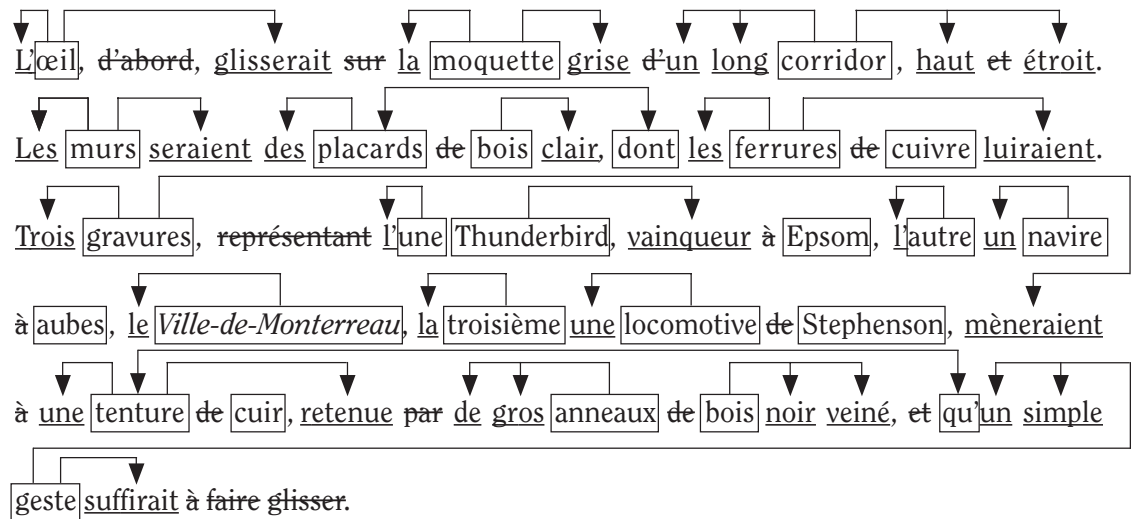 L'œil, d'abord, glisserait sur la moquette grise d'un long corridor, haut et étroit.
Les murs seraient des placards de bois clair, dont les ferrures de cuivre luiraient.
Trois gravures, représentant l'une Thunderbird, vainqueur à Epsom, l'autre un navire
à aubes, le Ville-de-Monterreau, la troisième une locomotive de Stephenson, mèneraient
à une tenture de cuir, retenue par de gros anneaux de bois noir veiné, et qu'un simple
geste suffirait à faire glisser.